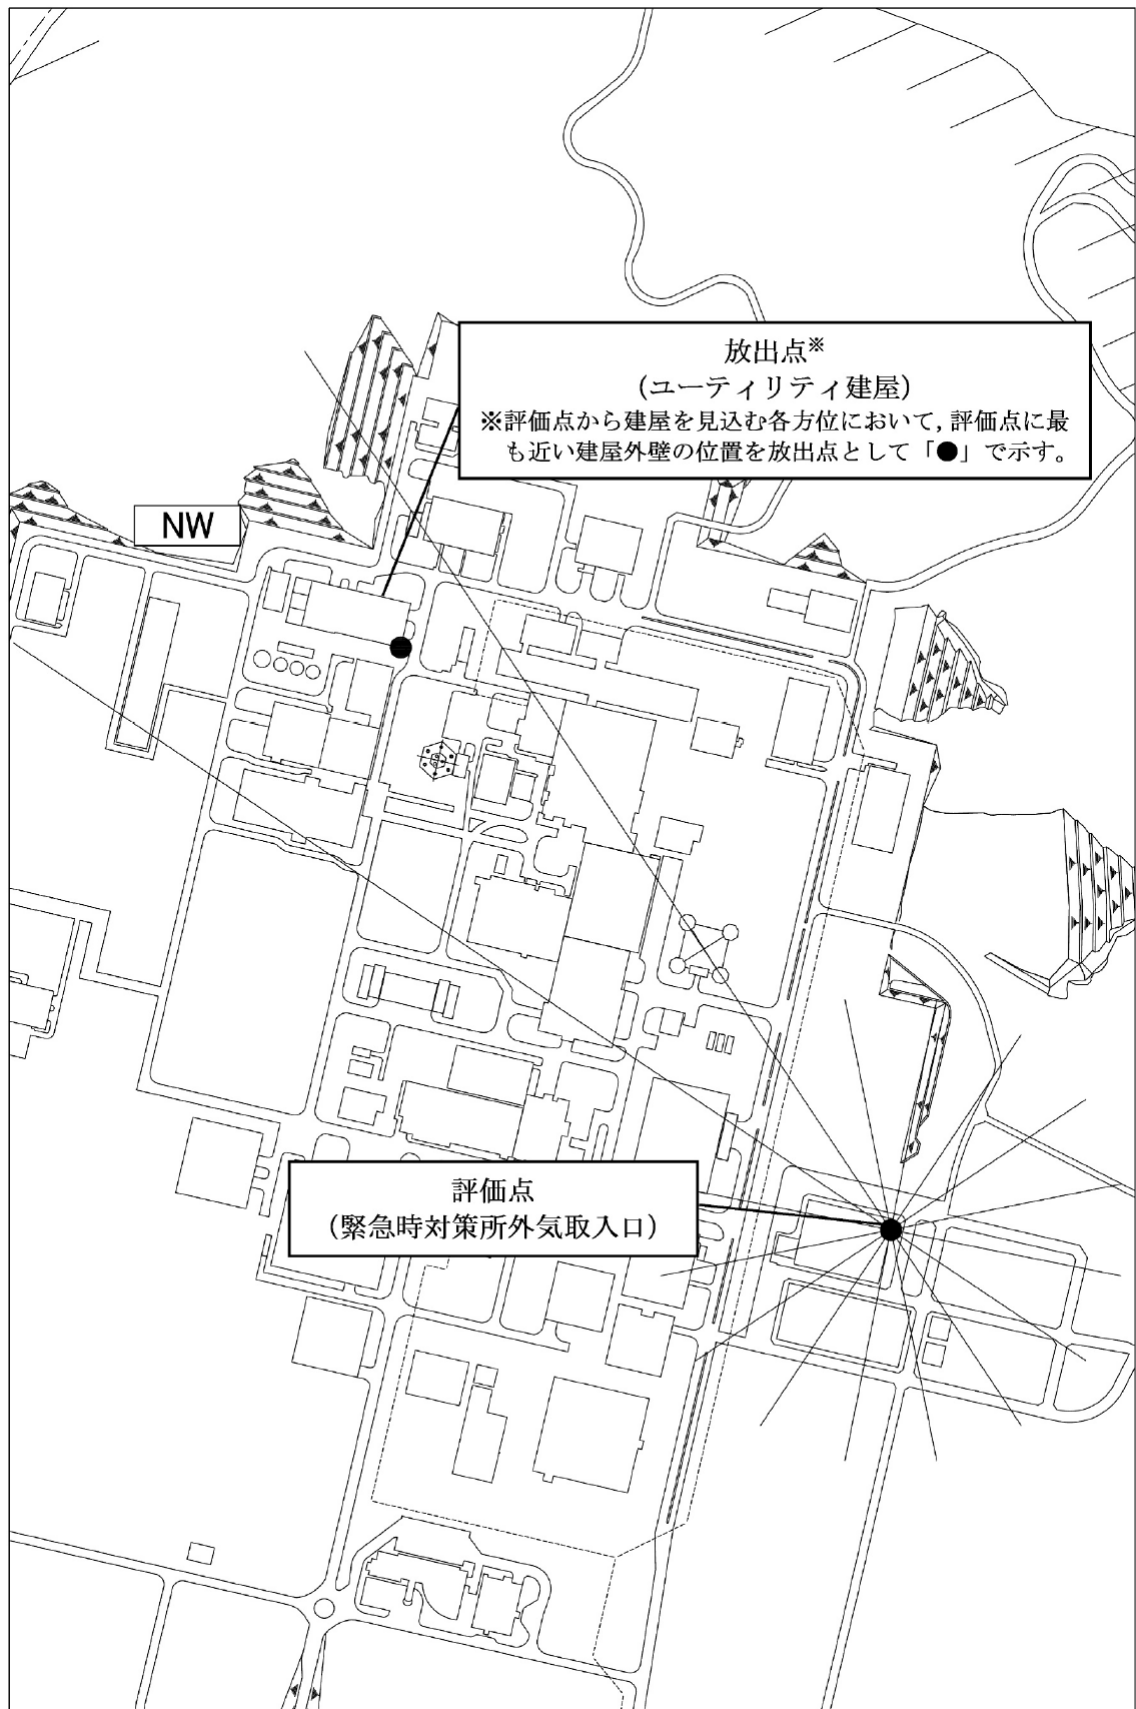 放出点※
（ユーティリティ建屋）
※評価点から建屋を見込む各方位において，評価点に最
も近い建屋外壁の位置を放出点として「●」で示す。
NW
評価点
（緊急時対策所外気取入口）